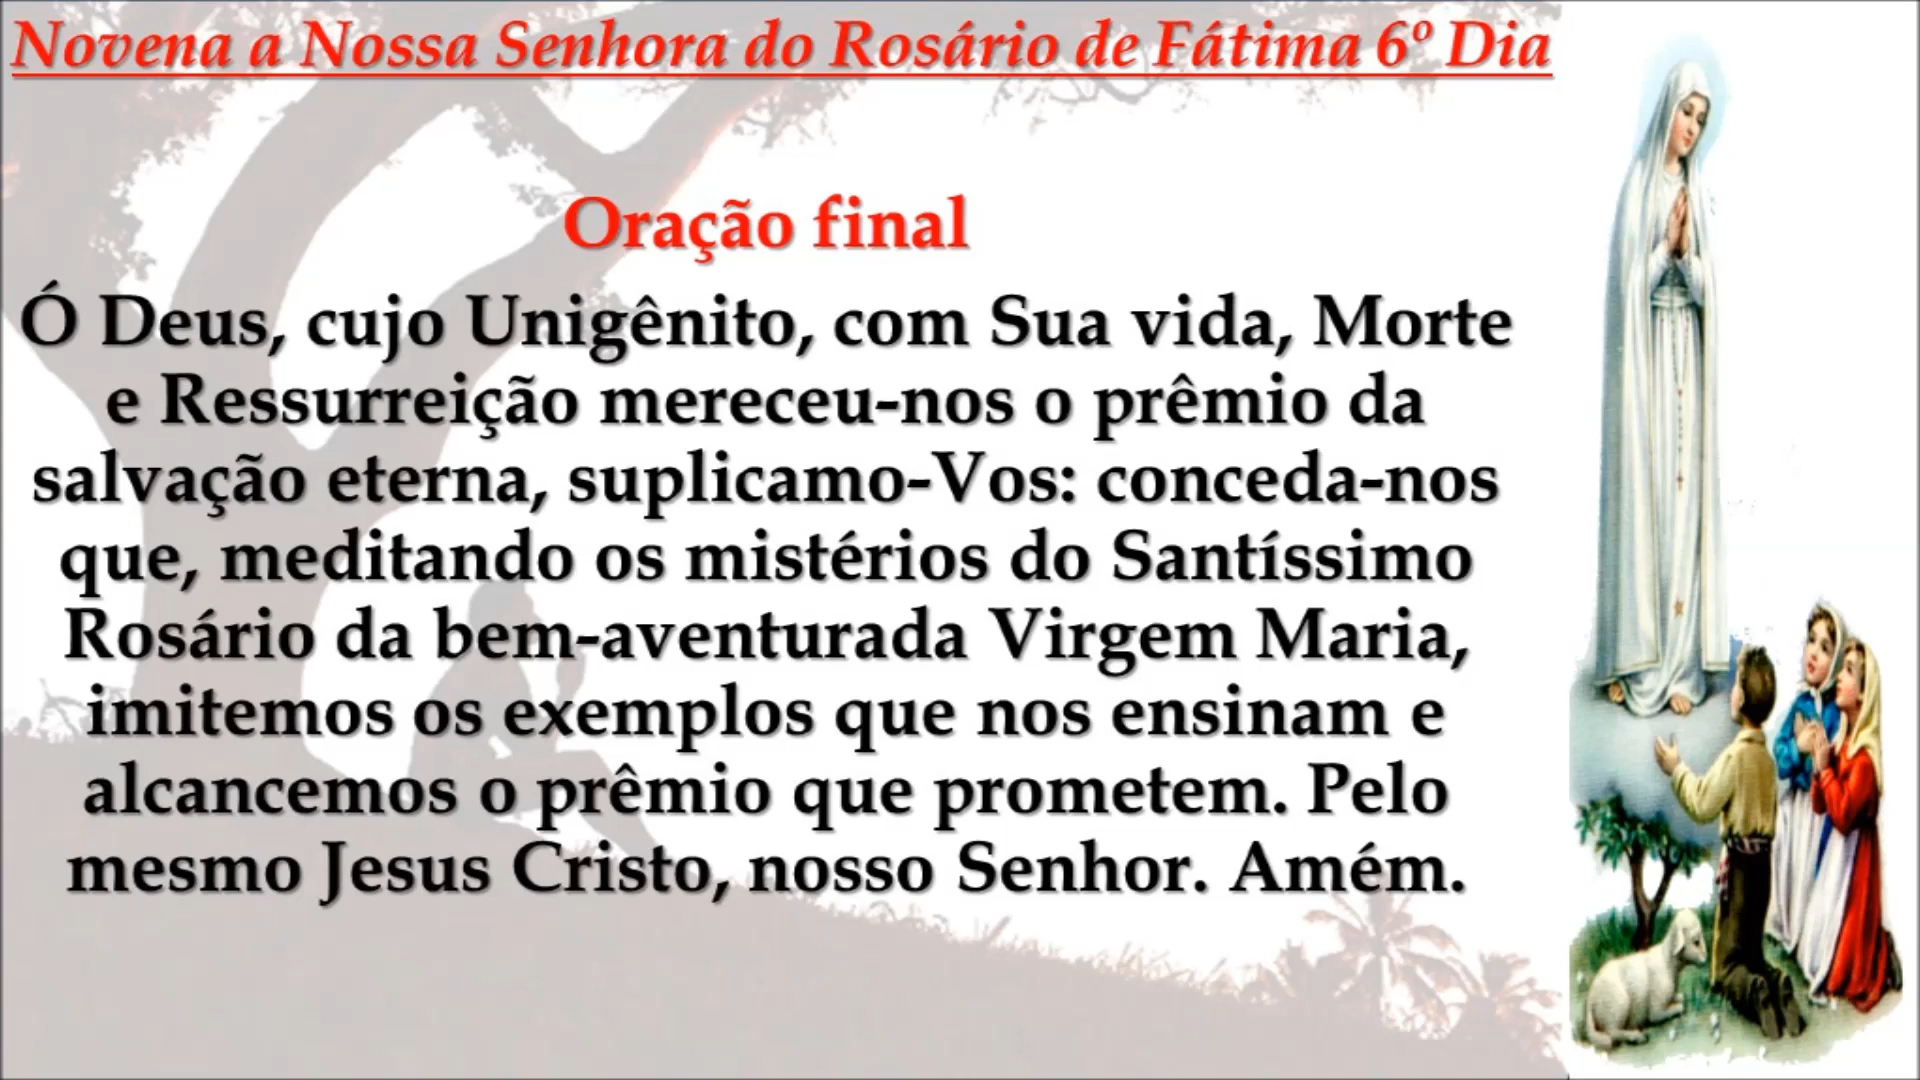 Novena a Nossa Senhora do Rosário de Fátima 6º Dia
Oração final
Ó Deus, cujo Unigênito, com Sua vida, Morte
e Ressurreição mereceu-nos o prêmio da
salvação eterna, suplicamo-Vos: conceda-nos
que, meditando os mistérios do Santíssimo
Rosário da bem-aventurada Virgem Maria,
imitemos os exemplos que nos ensinam e
alcancemos o prêmio que prometem. Pelo
mesmo Jesus Cristo, nosso Senhor. Amém.